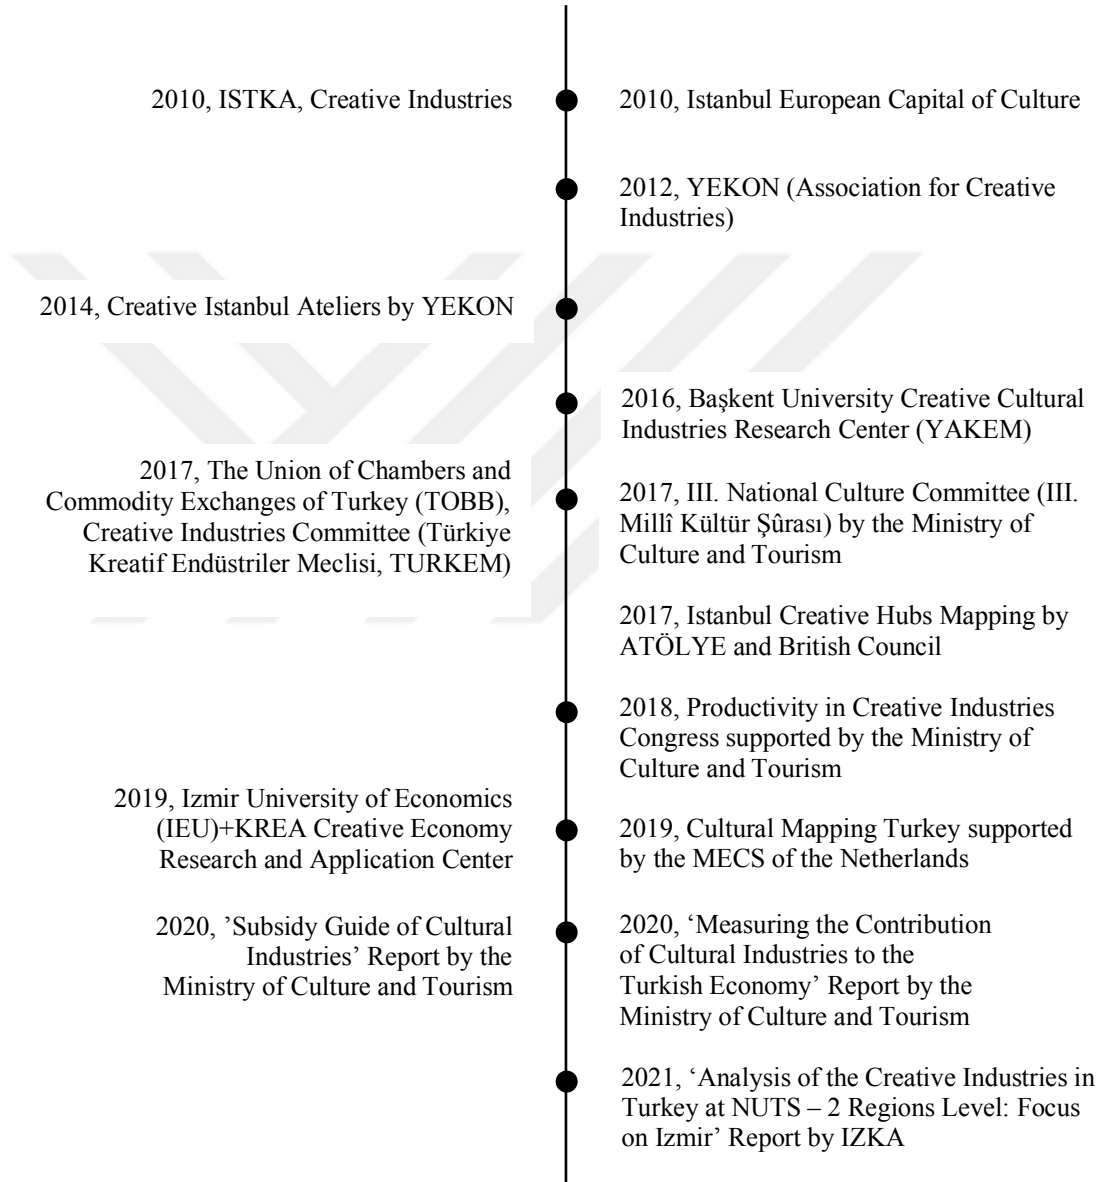 2010, ISTKA, Creative Industries
2010, Istanbul European Capital of Culture
2012, YEKON (Association for Creative
Industries)
2014, Creative Istanbul Ateliers by YEKON
2016, Başkent University Creative Cultural
Industries Research Center (YAKEM)
2017, The Union of Chambers and
Commodity Exchanges of Turkey (TOBB),
Creative Industries Committee (Türkiye
Kreatif Endüstriler Meclisi, TURKEM)
2017, III. National Culture Committee (III.
Millî Kültür Şûrası) by the Ministry of
Culture and Tourism
2017, Istanbul Creative Hubs Mapping by
ATÖLYE and British Council
2018, Productivity in Creative Industries
Congress supported by the Ministry of
Culture and Tourism
2019, Izmir University of Economics
(IEU)+KREA Creative Economy
Research and Application Center
2019, Cultural Mapping Turkey supported
by the MECS of the Netherlands
2020, ’Subsidy Guide of Cultural
Industries’ Report by the
Ministry of Culture and Tourism
2020, ‘Measuring the Contribution
of Cultural Industries to the
Turkish Economy’ Report by the
Ministry of Culture and Tourism
2021, ‘Analysis of the Creative Industries in
Turkey at NUTS – 2 Regions Level: Focus
on Izmir’ Report by IZKA